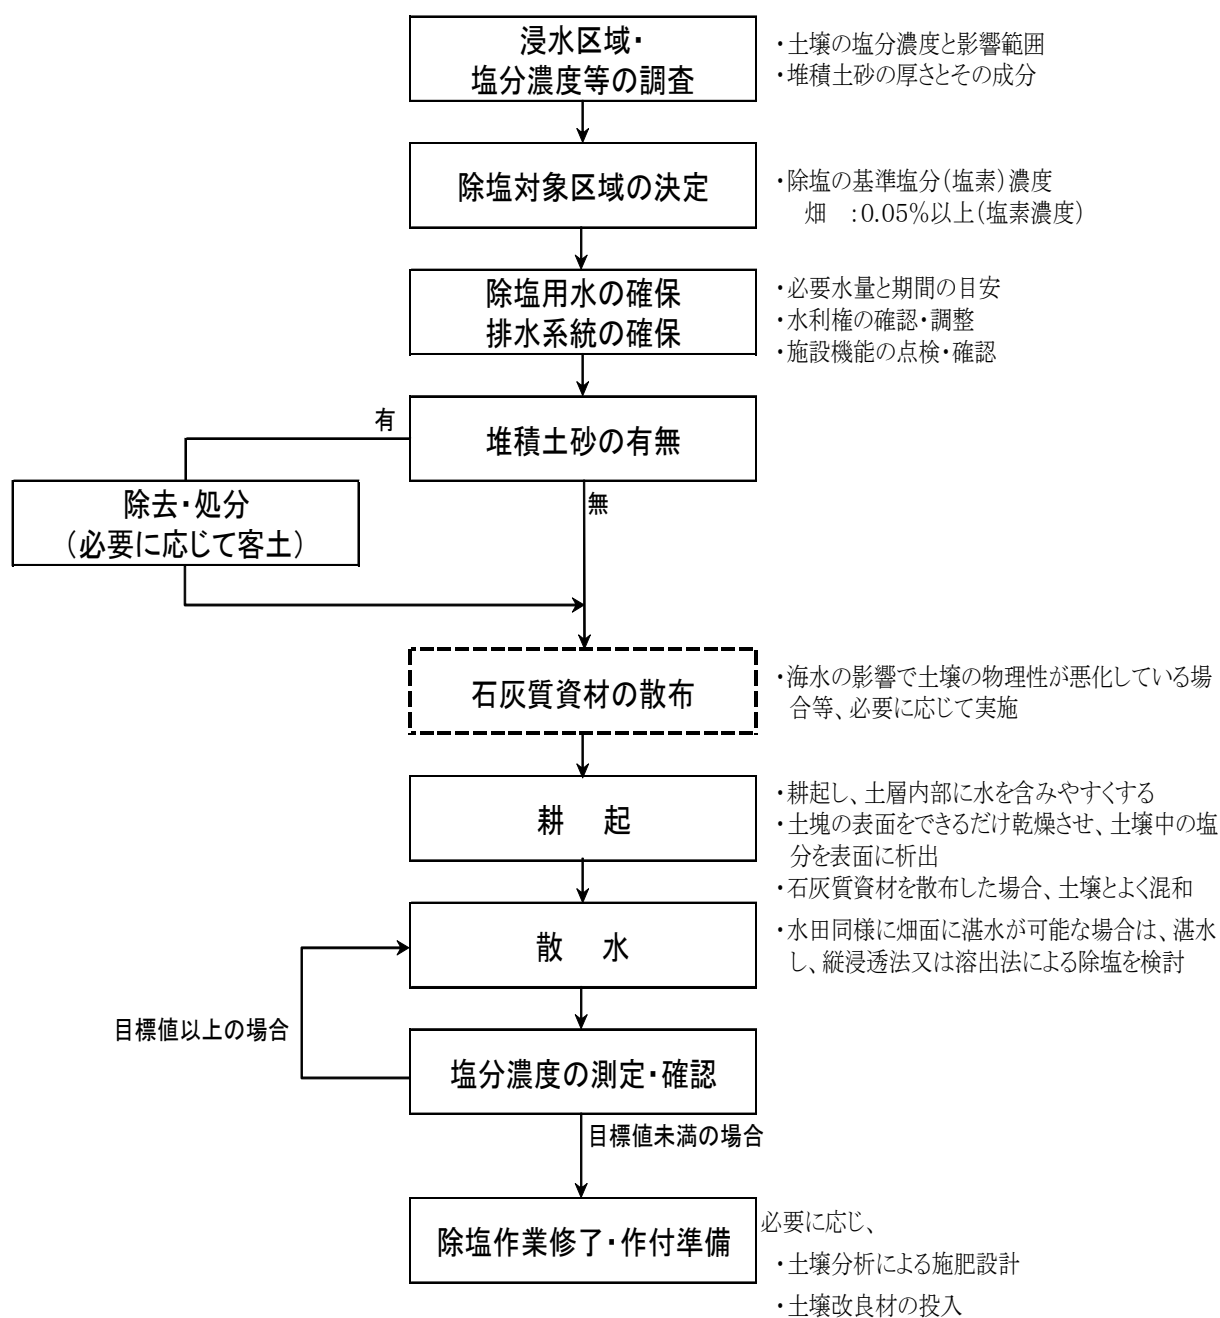 浸水区域・
塩分濃度等の調査
・土壌の塩分濃度と影響範囲
・堆積土砂の厚さとその成分
除塩対象区域の決定
・除塩の基準塩分（塩素）濃度
畑　：0.05％以上（塩素濃度）
除塩用水の確保
排水系統の確保
・必要水量と期間の目安
・水利権の確認・調整
・施設機能の点検・確認
有
堆積土砂の有無
無
除去・処分
（必要に応じて客土）
石灰質資材の散布
・海水の影響で土壌の物理性が悪化している場
合等、必要に応じて実施
耕　起
・耕起し、土層内部に水を含みやすくする
・土塊の表面をできるだけ乾燥させ、土壌中の塩
分を表面に析出
・石灰質資材を散布した場合、土壌とよく混和
散　水
・水田同様に畑面に湛水が可能な場合は、湛水
し、縦浸透法又は溶出法による除塩を検討
目標値以上の場合
塩分濃度の測定・確認
目標値未満の場合
除塩作業修了・作付準備
必要に応じ、
・土壌分析による施肥設計
・土壌改良材の投入